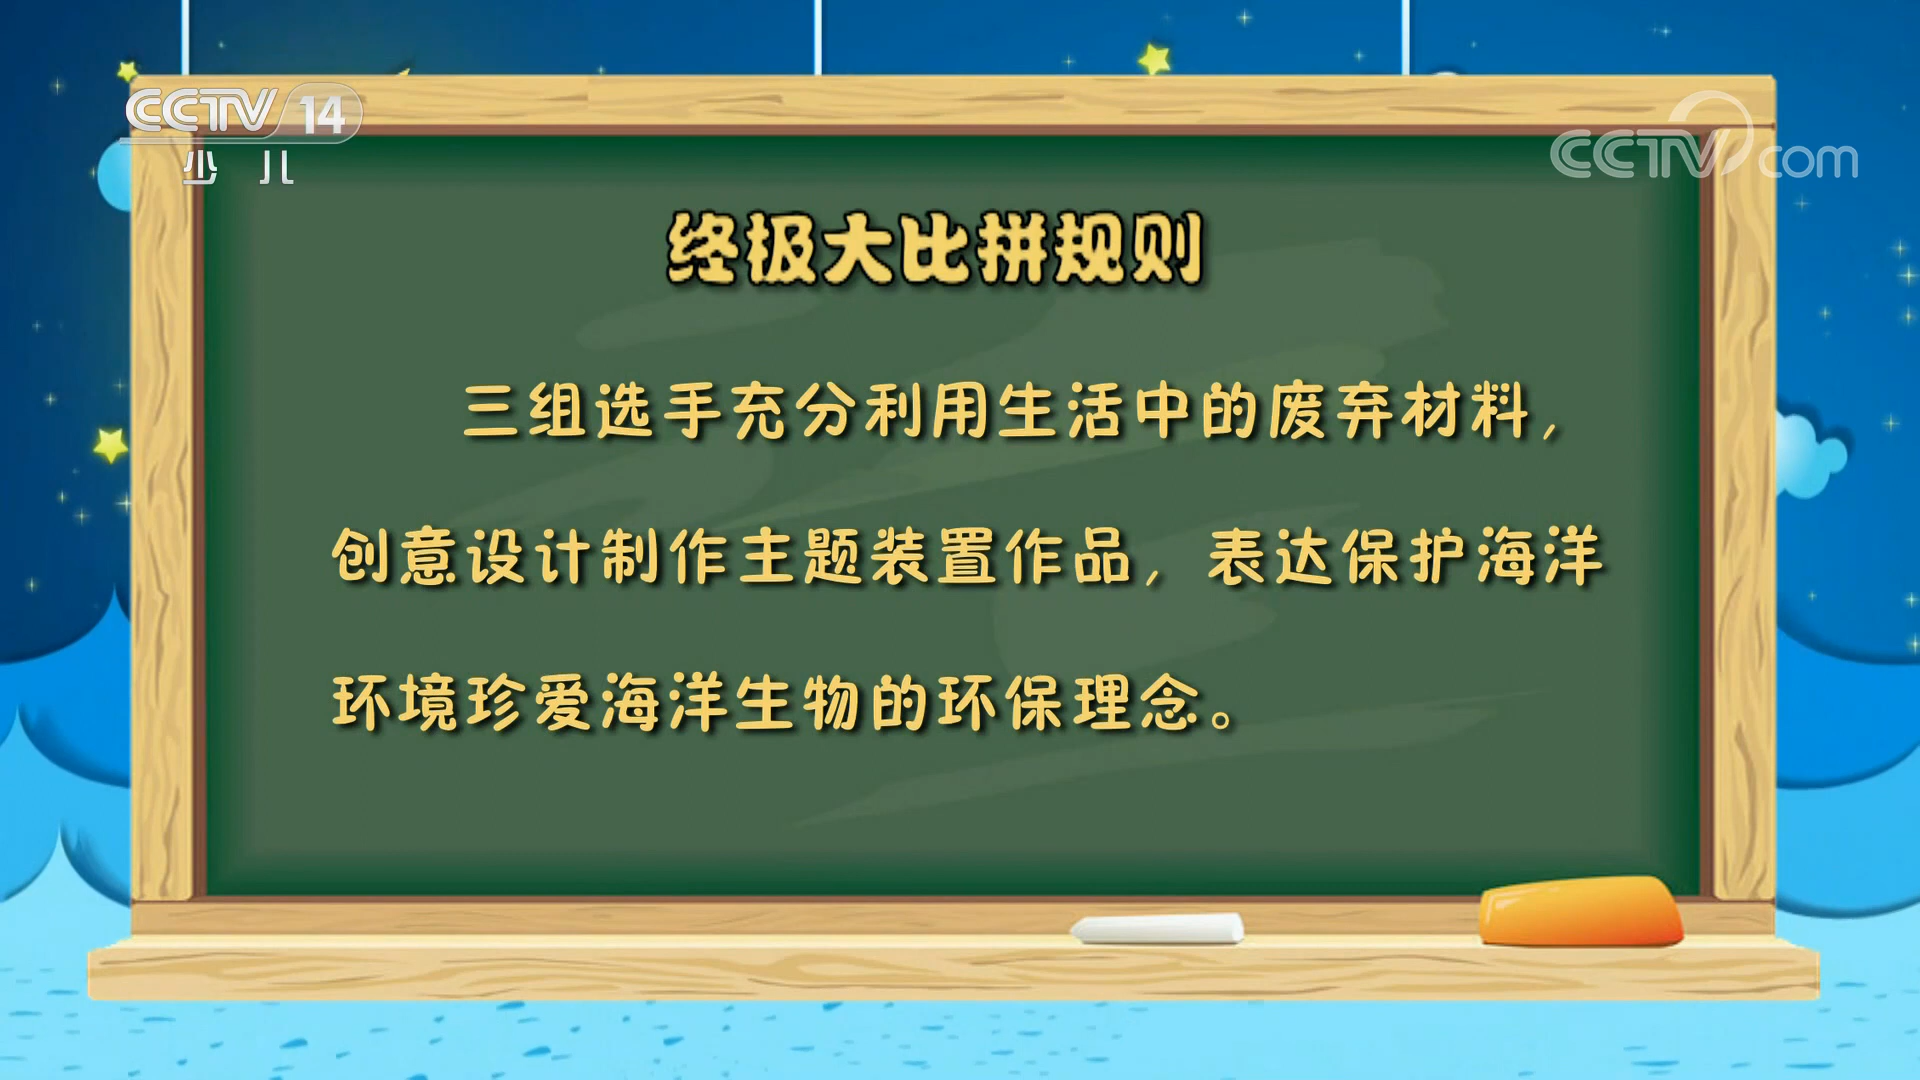 CCTV 14
少儿
CCTV.com
终极大比拼规则
三组选手充分利用生活中的废弃材料，
创意设计制作主题装置作品，表达保护海洋
环境珍爱海洋生物的环保理念。